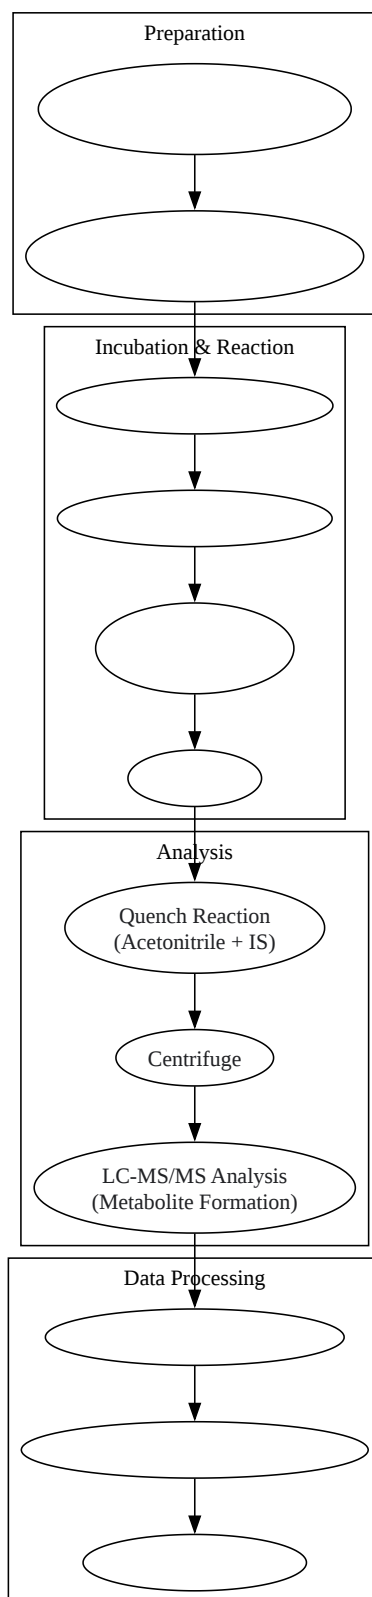 Preparation
Incubation & Reaction
Analysis
Quench Reaction
(Acetonitrile + IS)
Centrifuge
LC-MS/MS Analysis
(Metabolite Formation)
Data Processing